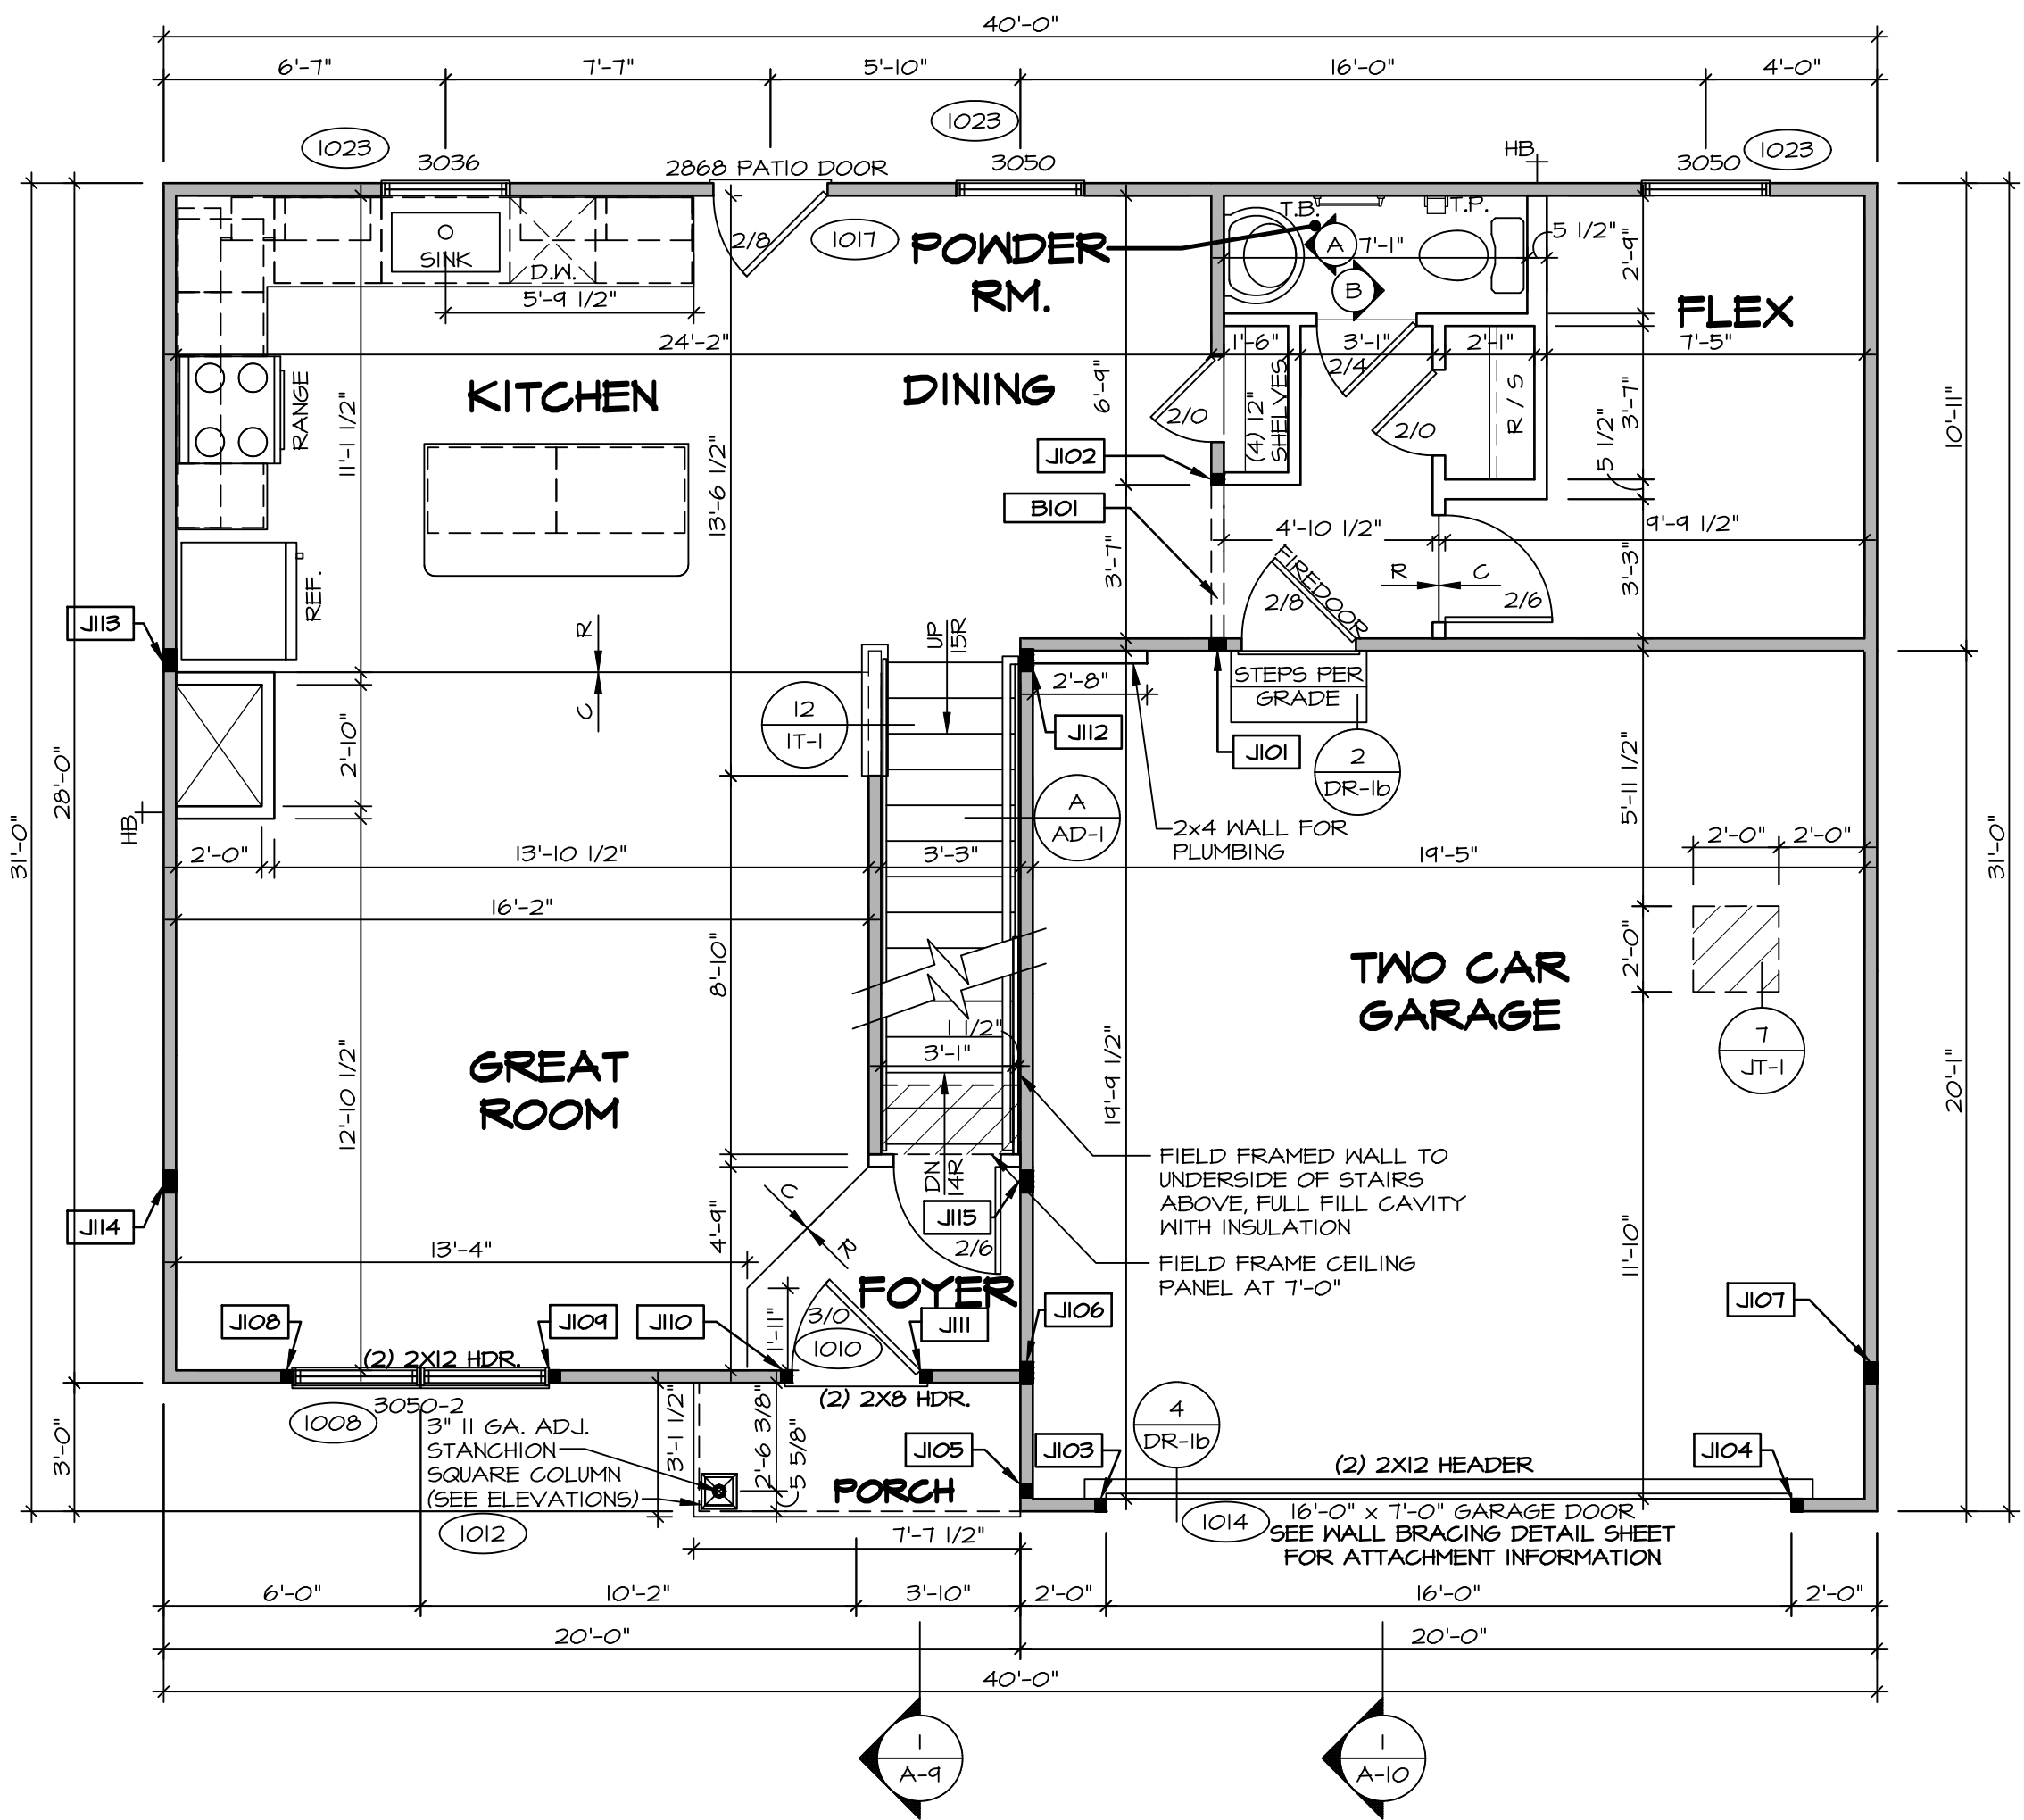 40'-0"
6'-7"
7'-7"
5'-10"
16'-0"
4'-0"
1023
1023
1023
3036
2868 PATIO DOOR
3050
HB
3050
T.B.
T.P.
SINK
D.W.
2/8
1017
POWDER
RM.
A
7'-1"
B
5 1/2"
2'-9"
FLEX
5'-9 1/2"
24'-2"
1'-6"
3'-1"
2'-1"
7'-5"
2/4
RANGE
KITCHEN
DINING
11'-1 1/2"
13'-6 1/2"
6'-9"
2/0
(4) 12"
SHELVES
2/0
R / S
5 1/2"
3'-7"
10'-11"
J102
B101
4'-10 1/2"
9'-9 1/2"
3'-7"
FIREDOOR
2/8
R
C
2/6
3'-3"
REF.
J113
R
C
UP
15R
STEPS PER
GRADE
2'-8"
J112
J101
12
IT-1
2
DR-1b
A
AD-1
2x4 WALL FOR
PLUMBING
2'-10"
28'-0"
31'-0"
HB
5'-11 1/2"
2'-0"
2'-0"
2'-0"
13'-10 1/2"
3'-3"
19'-5"
31'-0"
16'-2"
8'-10"
2'-0"
TWO CAR
GARAGE
1 1/2"
3'-1"
19'-9 1/2"
7
JT-1
20'-1"
GREAT
ROOM
12'-10 1/2"
DN
14R
FIELD FRAMED WALL TO
UNDERSIDE OF STAIRS
ABOVE, FULL FILL CAVITY
WITH INSULATION
FIELD FRAME CEILING
PANEL AT 7'-0"
J114
C
R
4'-9"
J115
2/6
11'-10"
13'-4"
FOYER
J108
J109
J110
1'-11"
3/0
1010
J111
J106
J107
(2) 2X12 HDR.
3050-2
1008
(2) 2X8 HDR.
3" 11 GA. ADJ.
STANCHION
SQUARE COLUMN
(SEE ELEVATIONS)
1012
3'-1 1/2"
2'-6 3/8"
5 5/8"
PORCH
J105
J103
4
DR-1b
J104
(2) 2X12 HEADER
3'-0"
1014
16'-0" x 7'-0" GARAGE DOOR
SEE WALL BRACING DETAIL SHEET
FOR ATTACHMENT INFORMATION
7'-7 1/2"
6'-0"
10'-2"
3'-10"
2'-0"
16'-0"
2'-0"
20'-0"
20'-0"
40'-0"
1
A-9
1
A-10